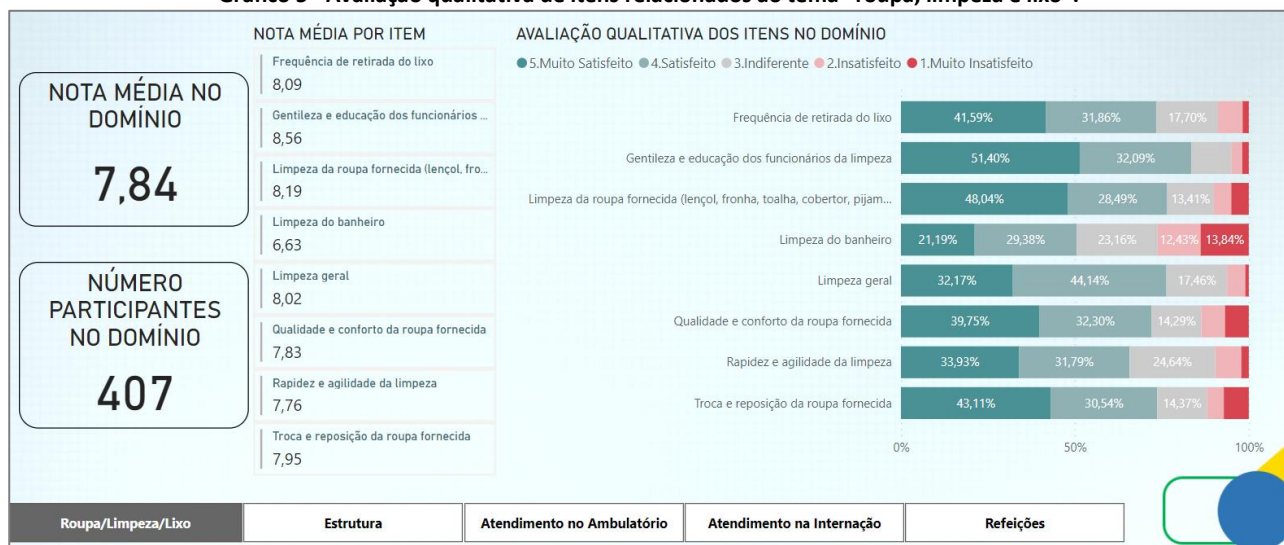 NOTA MÉDIA NO
DOMÍNIO
7,84
NÚMERO
PARTICIPANTES
NO DOMÍNIO
407
NOTA MÉDIA POR ITEM
Frequência de retirada do lixo
8,09
Gentileza e educação dos funcionários ...
8,56
Limpeza da roupa fornecida (lençol, fro...
8,19
Limpeza do banheiro
6,63
Limpeza geral
8,02
Qualidade e conforto da roupa fornecida
7,83
Rapidez e agilidade da limpeza
7,76
Troca e reposição da roupa fornecida
7,95
AVALIAÇÃO QUALITATIVA DOS ITENS NO DOMÍNIO
5.Muito Satisfeito 4.Satisfeito 3.Indiferente 2.Insatisfeito 1.Muito Insatisfeito
Frequência de retirada do lixo 41,59% 31,86% 17,70%
Gentileza e educação dos funcionários da limpeza 51,40% 32,09%
Limpeza da roupa fornecida (lençol, fronha, toalha, cobertor, pijam... 48,04% 28,49% 13,41%
Limpeza do banheiro 21,19% 29,38% 23,16% 12,43% 13,84%
Limpeza geral 32,17% 44,14% 17,46%
Qualidade e conforto da roupa fornecida 39,75% 32,30% 14,29%
Rapidez e agilidade da limpeza 33,93% 31,79% 24,64%
Troca e reposição da roupa fornecida 43,11% 30,54% 14,37%
0% 50% 100%
Roupa/Limpeza/Lixo Estrutura Atendimento no Ambulatório Atendimento na Internação Refeições